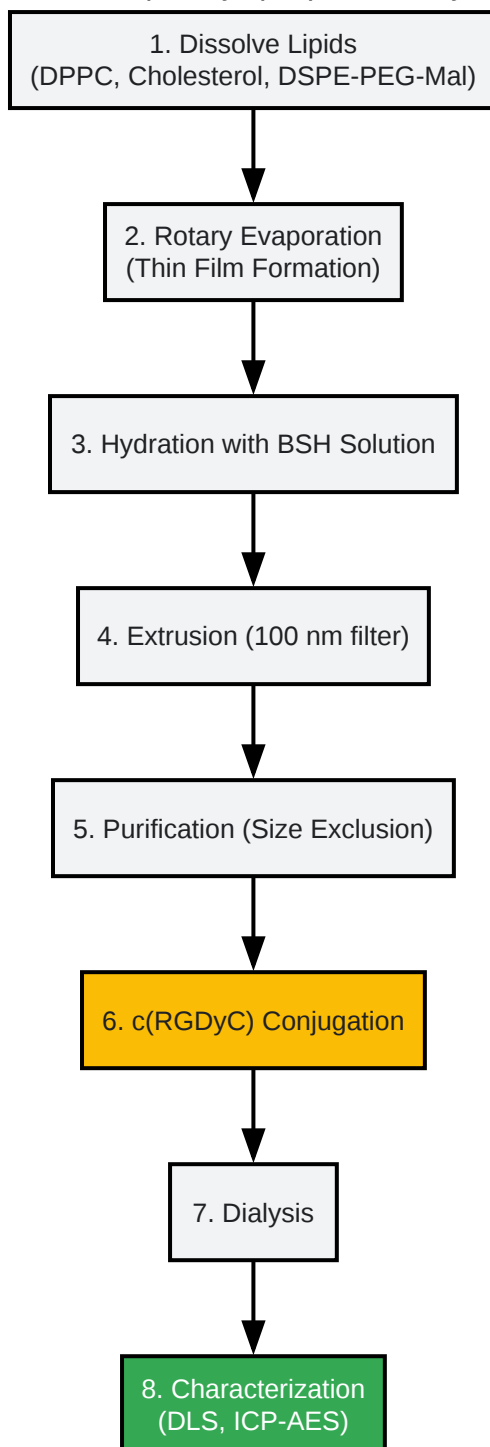 1. Dissolve Lipids
(DPPC, Cholesterol, DSPE-PEG-Mal)
2. Rotary Evaporation
(Thin Film Formation)
3. Hydration with BSH Solution
4. Extrusion (100 nm filter)
5. Purification (Size Exclusion)
6. c(RGDyC) Conjugation
7. Dialysis
8. Characterization
(DLS, ICP-AES)